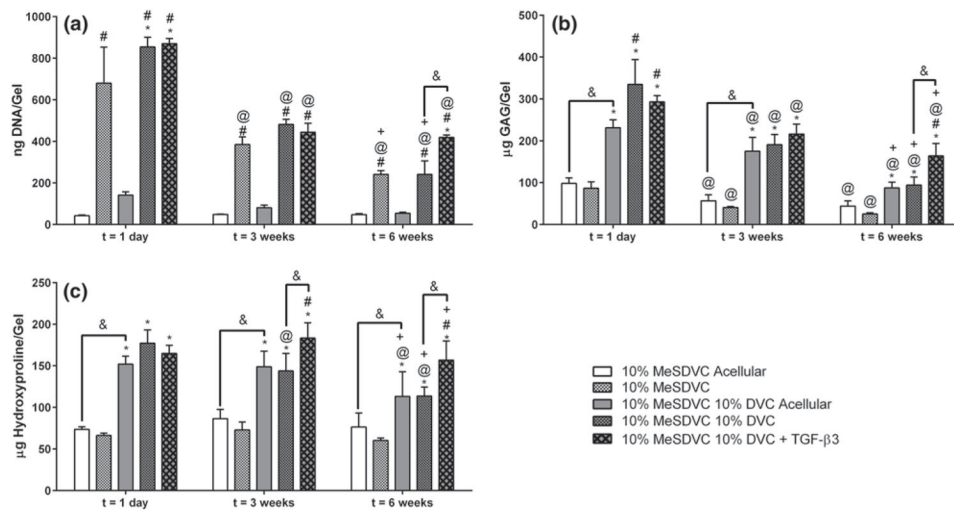 (a)
ng DNA/Gel
1000
800
600
400
200
0
# # * # *
@ # @ # @ #
+ @ # + @ # & @ # *
t = 1 day t = 3 weeks t = 6 weeks
(b)
μg GAG/Gel
500
400
300
200
100
0
& * # * # *
@ @ & @ * @ * @ *
@ @ + @ * + @ * & + @ # *
t = 1 day t = 3 weeks t = 6 weeks
(c)
μg Hydroxyproline/Gel
250
200
150
100
50
0
& * * *
& * @ * & # *
& + @ * + @ * & + # *
t = 1 day t = 3 weeks t = 6 weeks
10% MeSDVC Acellular
10% MeSDVC
10% MeSDVC 10% DVC Acellular
10% MeSDVC 10% DVC
10% MeSDVC 10% DVC + TGF-β3